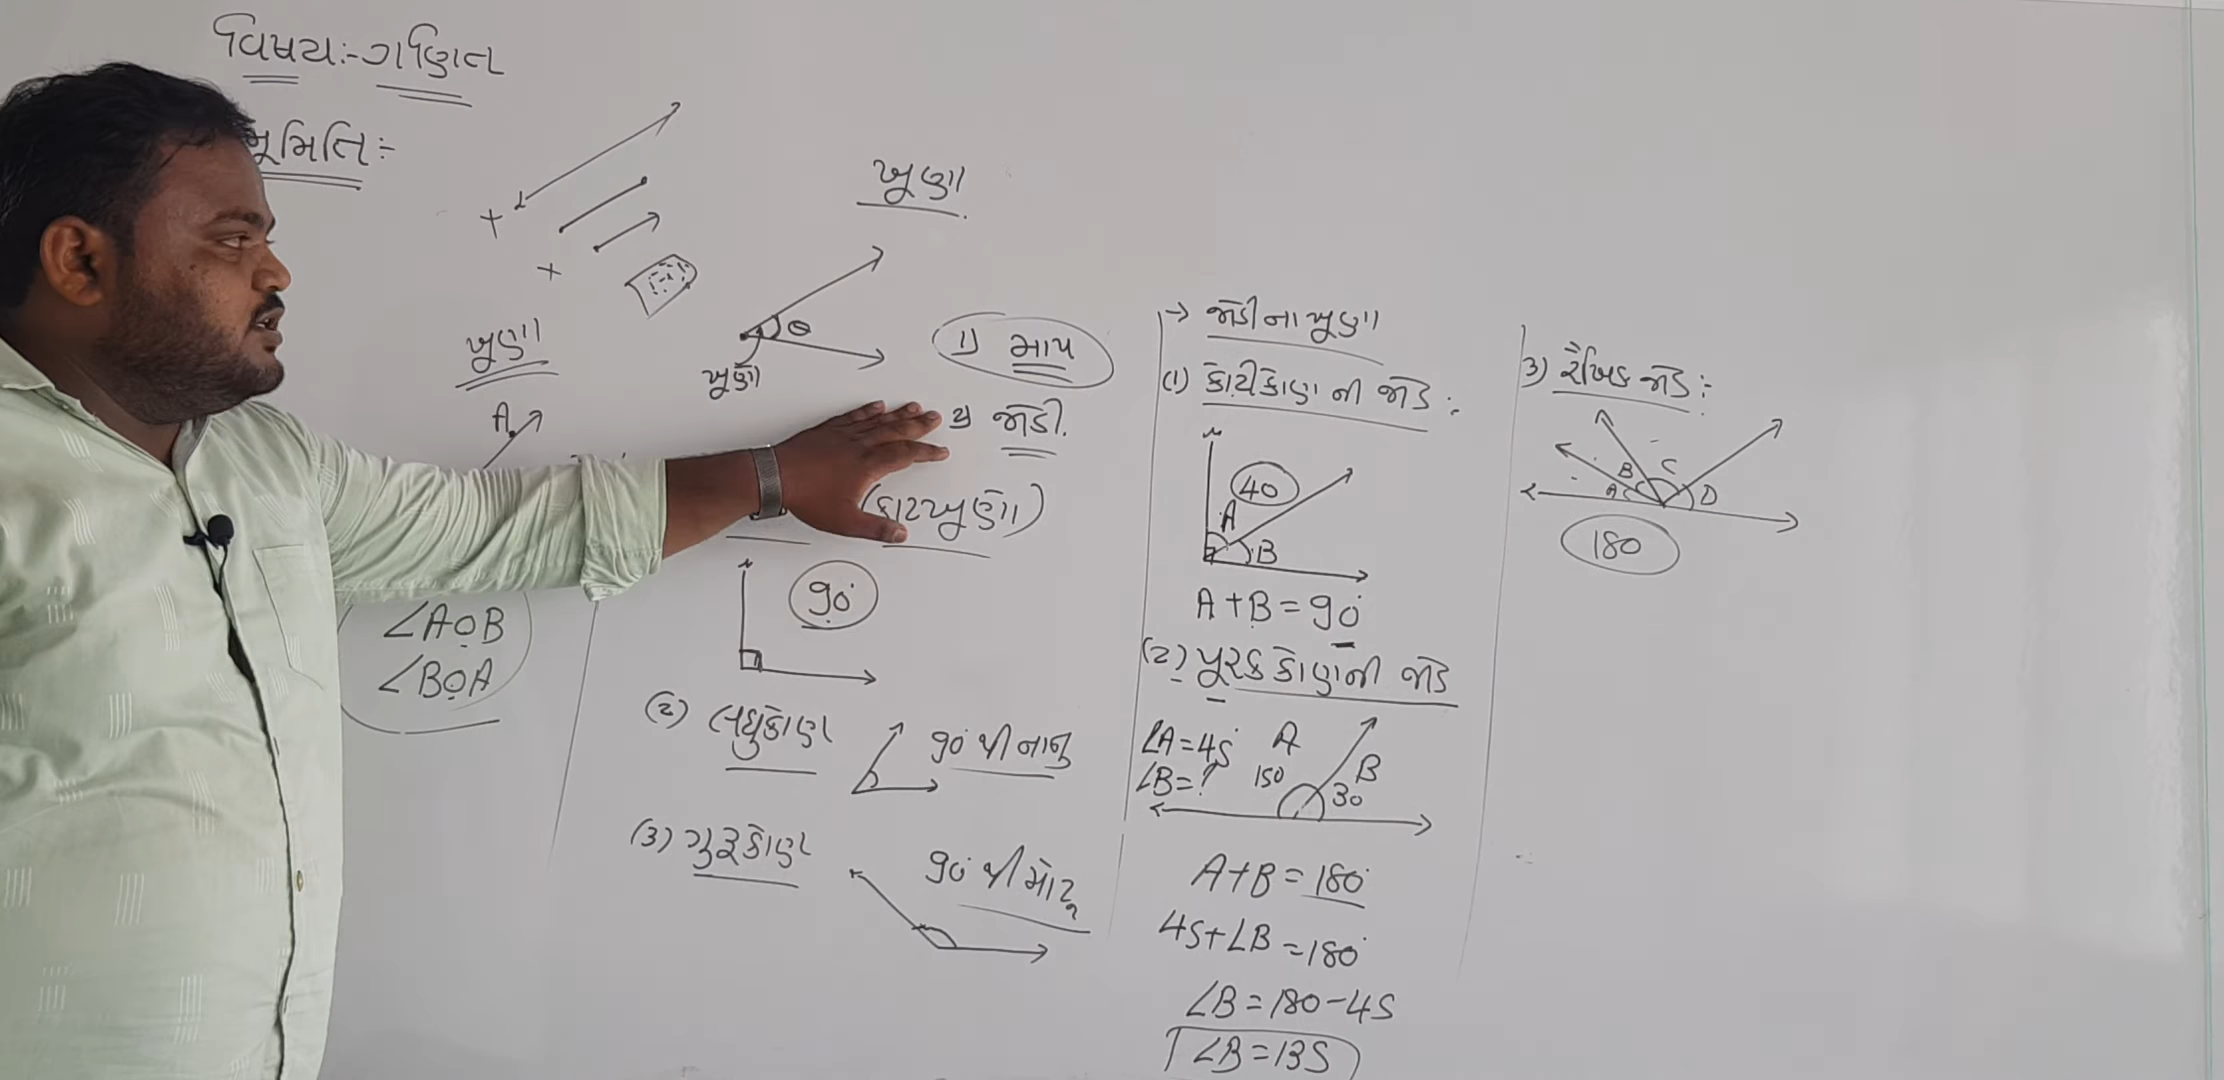 વિષય:- ગણિત
ભૂમિતિ:-
ખૂણા
A
∠AOB
∠BOA
ખૂણા
θ
ખૂણો
1) માપ
2) જોડી.
(કાટખૂણો)
90°
(2) લઘુકોણ
90° થી નાનુ
(3) ગુરૂકોણ
90° થી મોટુ
→ જોડીના ખૂણા
(1) કોટીકોણ ની જોડ :
40
A
B
A+B=90°
(2) પૂરક કોણની જોડ
∠A=45°
∠B=?
A
150
B
30
A+B=180°
45+∠B=180°
∠B=180-45
∠B=135
3) રૈખિક જોડ :
A B C D
180